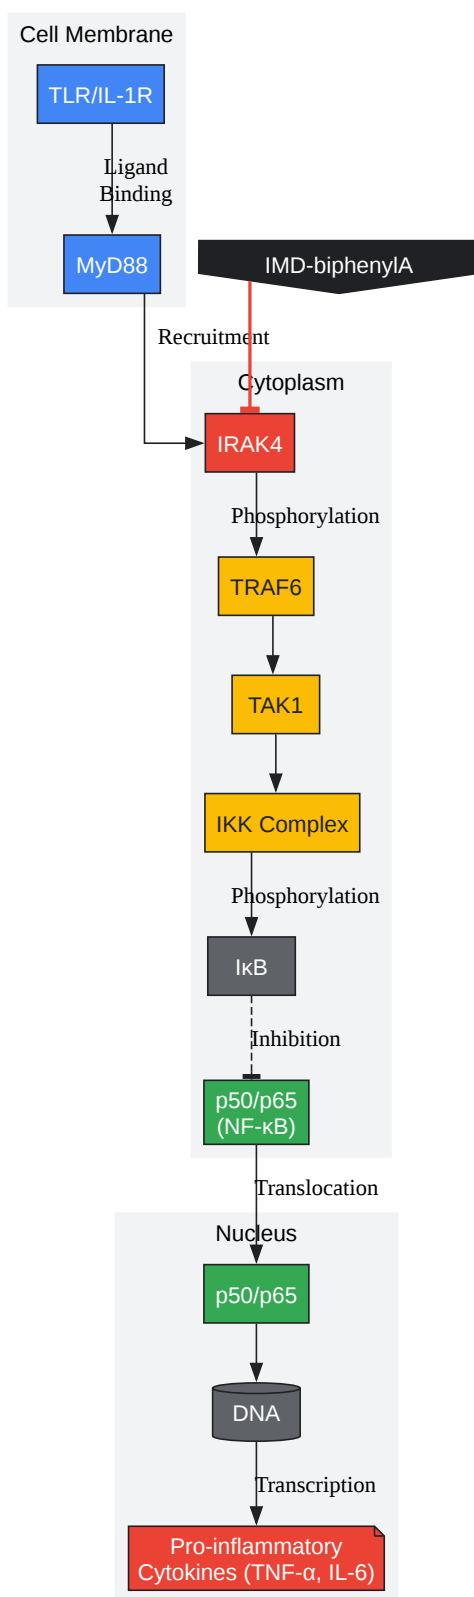 Cell Membrane
TLR/IL-1R
Ligand
Binding
MyD88
IMD-biphenylA
Recruitment
Cytoplasm
IRAK4
Phosphorylation
TRAF6
TAK1
IKK Complex
Phosphorylation
IκB
Inhibition
p50/p65
(NF-κB)
Translocation
Nucleus
p50/p65
DNA
Transcription
Pro-inflammatory
Cytokines (TNF-α, IL-6)